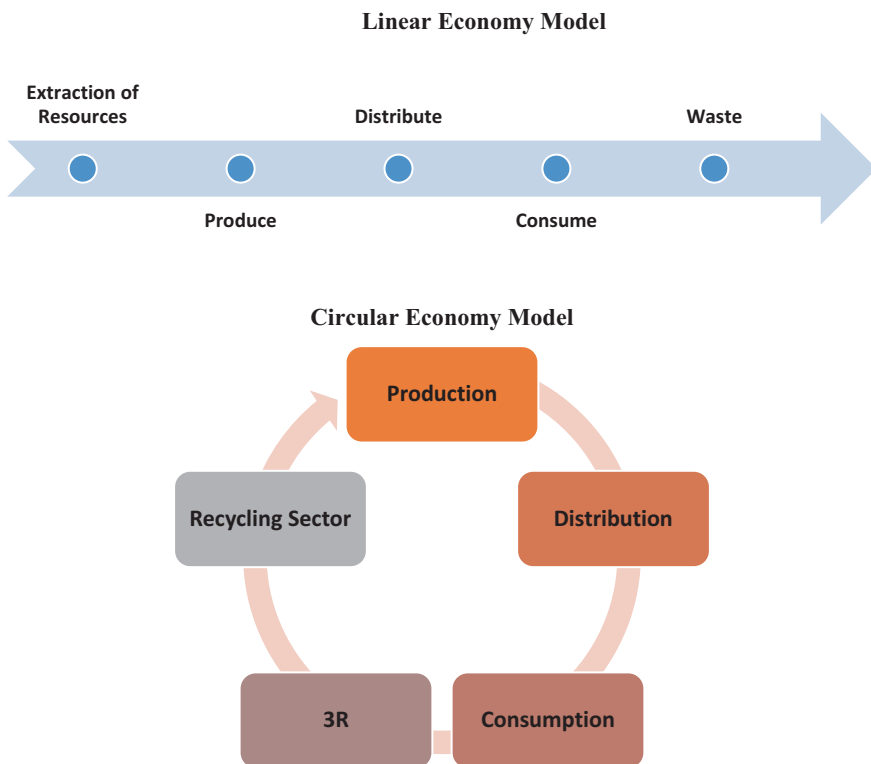 Linear Economy Model
Extraction of
Resources
Distribute
Waste
Produce
Consume
Circular Economy Model
Production
Recycling Sector
Distribution
3R
Consumption